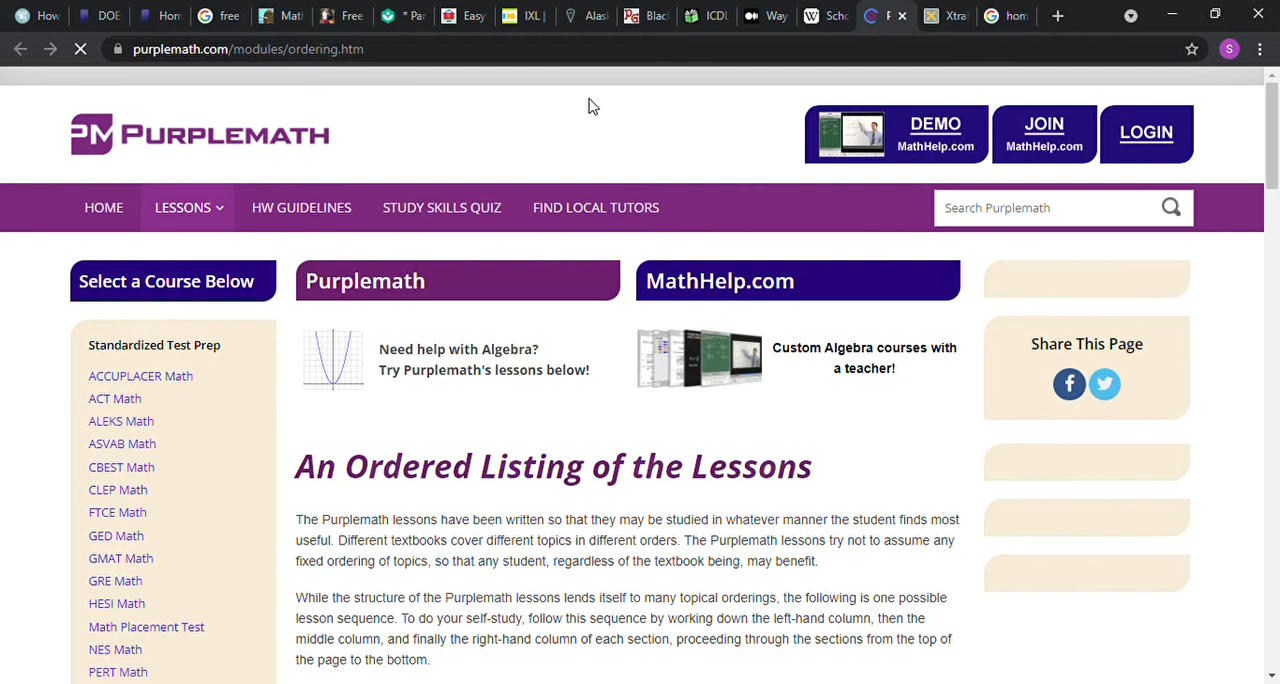 How
DOE
Hom
free
Math
Free
* Par
Easy
IXL |
Alas
Blac
ICDL
Way
Scho
Xtra
hom
purplemath.com/modules/ordering.htm
S
PM PURPLEMATH
DEMO
MathHelp.com
JOIN
MathHelp.com
LOGIN
HOME
LESSONS
HW GUIDELINES
STUDY SKILLS QUIZ
FIND LOCAL TUTORS
Search Purplemath
Select a Course Below
Purplemath
MathHelp.com
Standardized Test Prep
ACCUPLACER Math
ACT Math
ALEKS Math
ASVAB Math
CBEST Math
CLEP Math
FTCE Math
GED Math
GMAT Math
GRE Math
HESI Math
Math Placement Test
NES Math
PERT Math
Need help with Algebra?
Try Purplemath's lessons below!
Custom Algebra courses with
a teacher!
Share This Page
An Ordered Listing of the Lessons
The Purplemath lessons have been written so that they may be studied in whatever manner the student finds most
useful. Different textbooks cover different topics in different orders. The Purplemath lessons try not to assume any
fixed ordering of topics, so that any student, regardless of the textbook being, may benefit.
While the structure of the Purplemath lessons lends itself to many topical orderings, the following is one possible
lesson sequence. To do your self-study, follow this sequence by working down the left-hand column, then the
middle column, and finally the right-hand column of each section, proceeding through the sections from the top of
the page to the bottom.